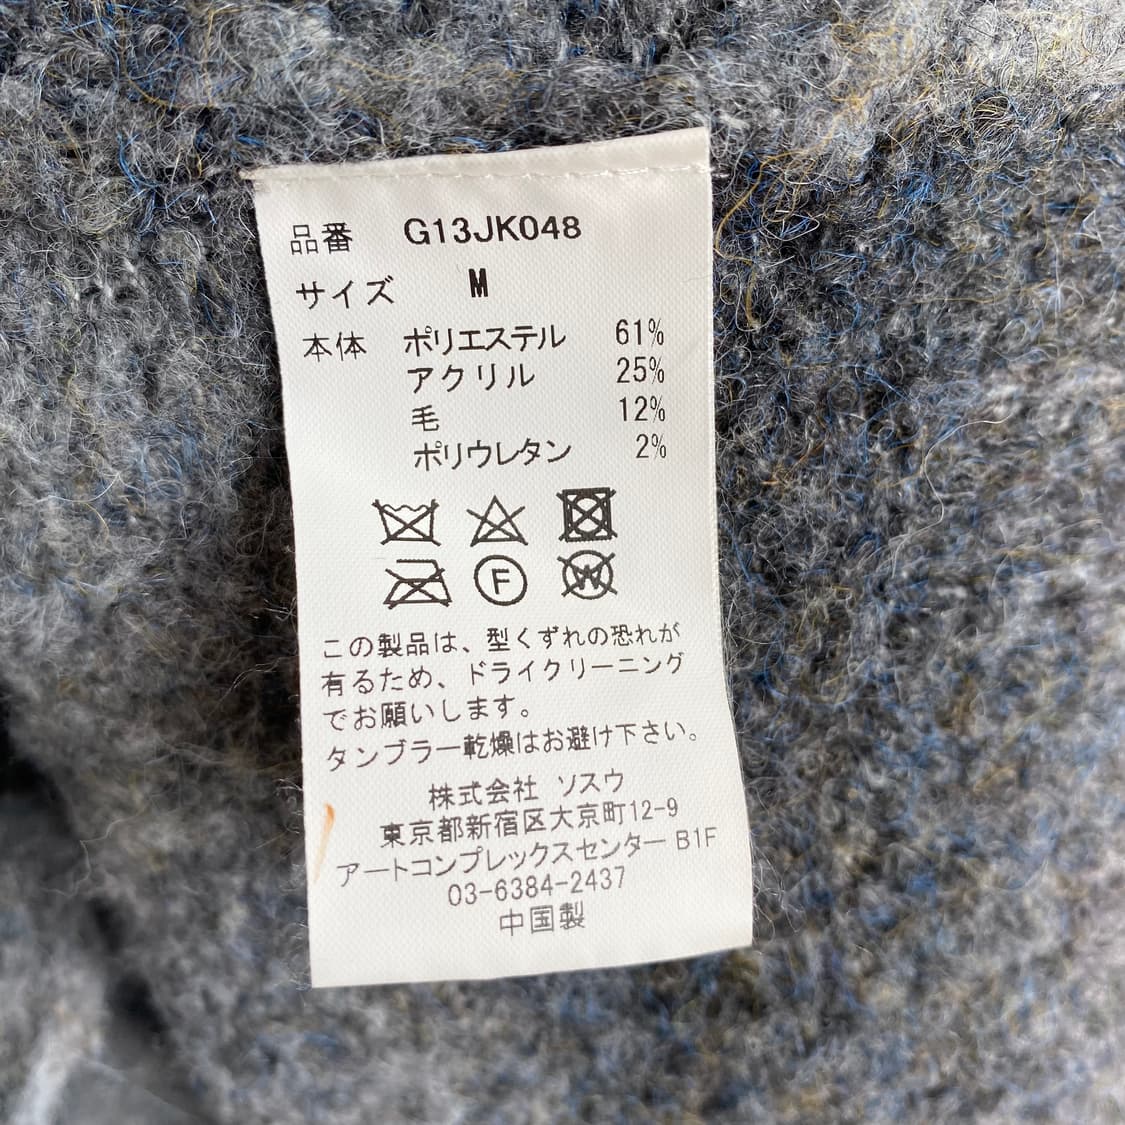 品番 G13JK048
サイズ M
本体 ポリエステル 61%
アクリル 25%
毛 12%
ポリウレタン 2%
F
W
この製品は、型くずれの恐れが
有るため、ドライクリーニング
でお願いします。
タンブラー乾燥はお避け下さい。
株式会社 ソスウ
東京都新宿区大京町12-9
アートコンプレックスセンター B1F
03-6384-2437
中国製